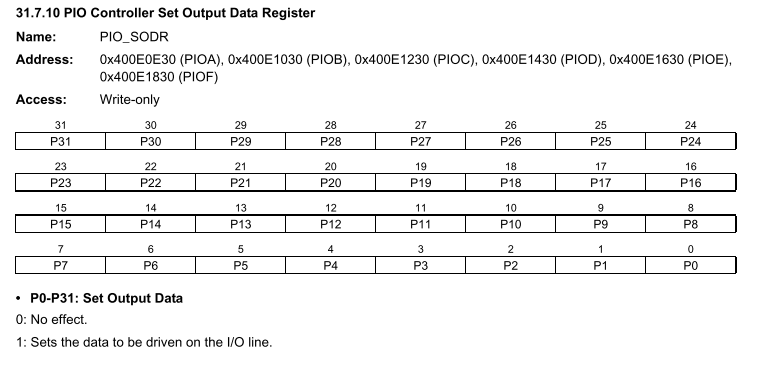 31.7.10 PIO Controller Set Output Data Register
Name: PIO_SODR
Address: 0x400E0E30 (PIOA), 0x400E1030 (PIOB), 0x400E1230 (PIOC), 0x400E1430 (PIOD), 0x400E1630 (PIOE),
0x400E1830 (PIOF)
Access: Write-only
31 30 29 28 27 26 25 24
P31 P30 P29 P28 P27 P26 P25 P24
23 22 21 20 19 18 17 16
P23 P22 P21 P20 P19 P18 P17 P16
15 14 13 12 11 10 9 8
P15 P14 P13 P12 P11 P10 P9 P8
7 6 5 4 3 2 1 0
P7 P6 P5 P4 P3 P2 P1 P0
• P0-P31: Set Output Data
0: No effect.
1: Sets the data to be driven on the I/O line.